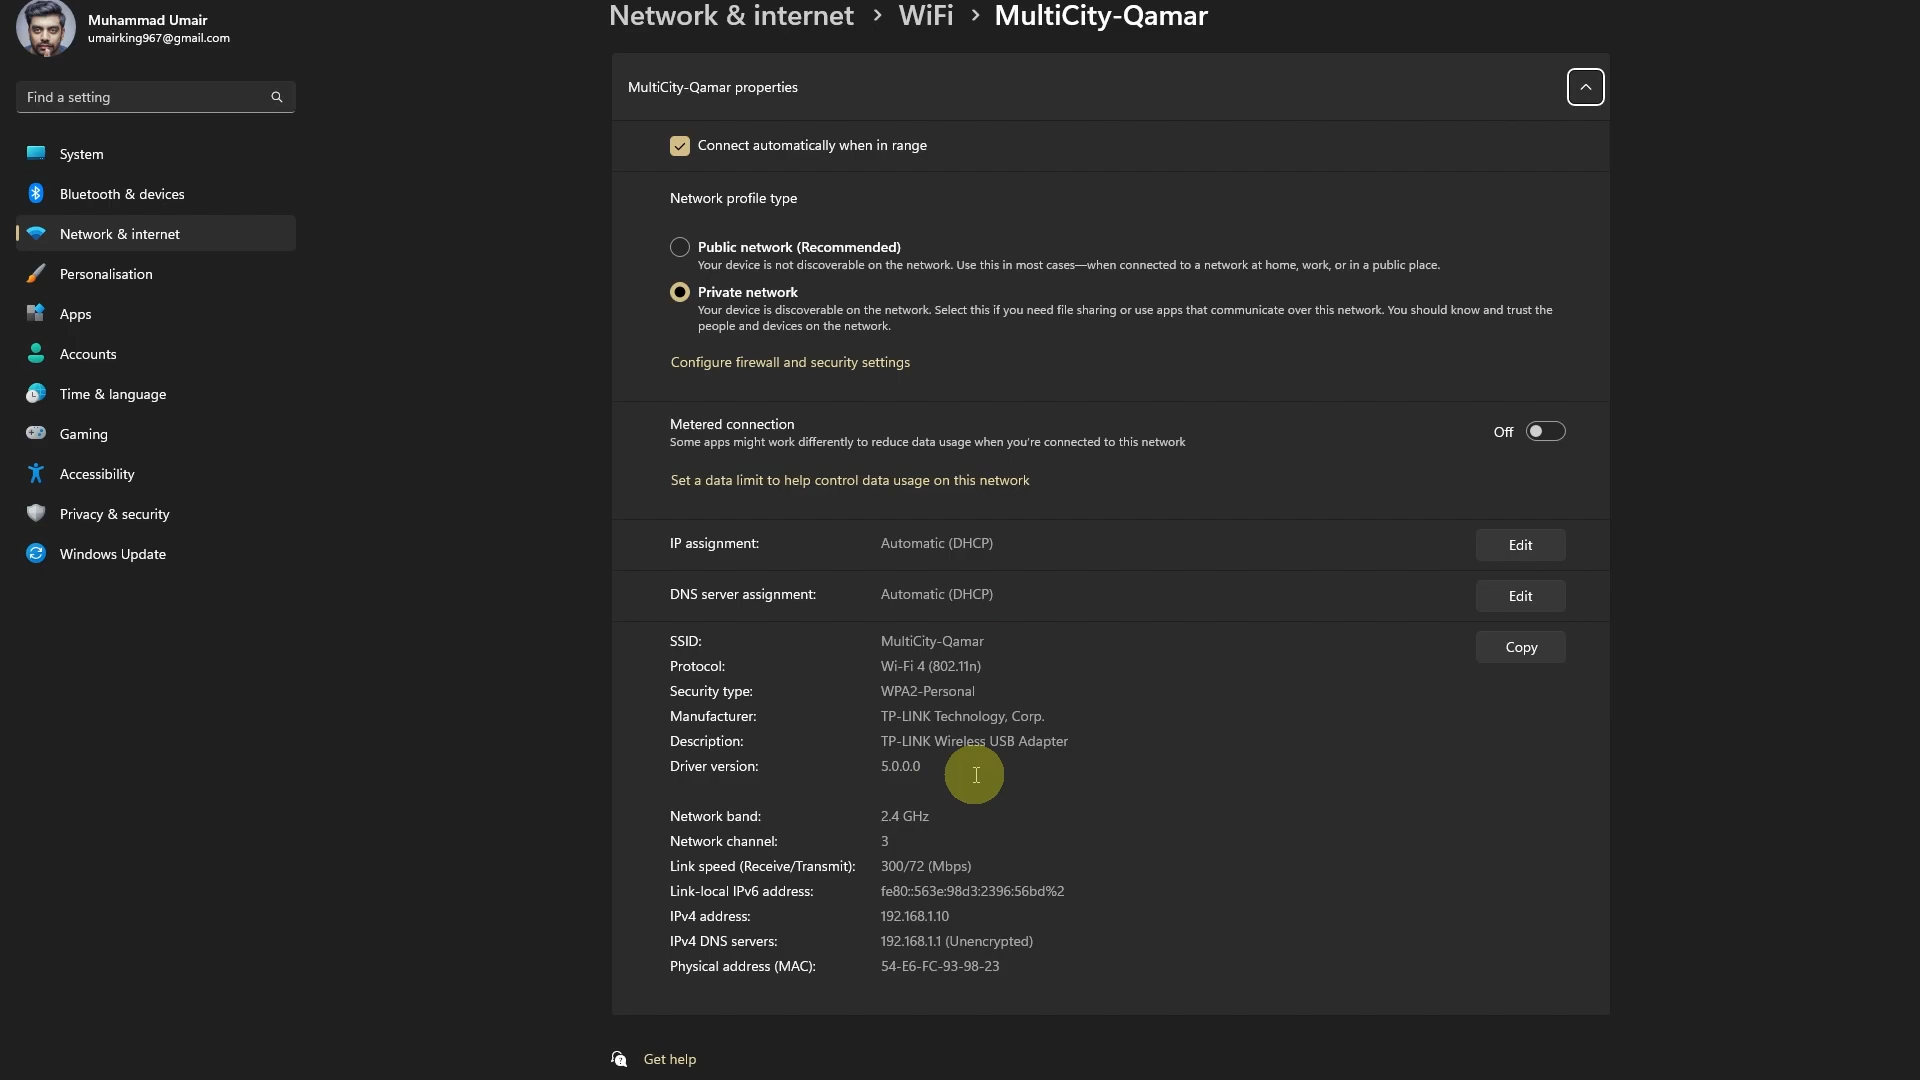 Muhammad Umair
umairking967@gmail.com
Network & internet > WiFi > MultiCity-Qamar
Find a setting
System
Bluetooth & devices
Network & internet
Personalisation
Apps
Accounts
Time & language
Gaming
Accessibility
Privacy & security
Windows Update
MultiCity-Qamar properties
Connect automatically when in range
Network profile type
Public network (Recommended)
Your device is not discoverable on the network. Use this in most cases—when connected to a network at home, work, or in a public place.
Private network
Your device is discoverable on the network. Select this if you need file sharing or use apps that communicate over this network. You should know and trust the
people and devices on the network.
Configure firewall and security settings
Metered connection
Some apps might work differently to reduce data usage when you're connected to this network
Off
Set a data limit to help control data usage on this network
IP assignment: Automatic (DHCP) Edit
DNS server assignment: Automatic (DHCP) Edit
SSID: MultiCity-Qamar Copy
Protocol: Wi-Fi 4 (802.11n)
Security type: WPA2-Personal
Manufacturer: TP-LINK Technology, Corp.
Description: TP-LINK Wireless USB Adapter
Driver version: 5.0.0.0
Network band: 2.4 GHz
Network channel: 3
Link speed (Receive/Transmit): 300/72 (Mbps)
Link-local IPv6 address: fe80::563e:98d3:2396:56bd%2
IPv4 address: 192.168.1.10
IPv4 DNS servers: 192.168.1.1 (Unencrypted)
Physical address (MAC): 54-E6-FC-93-98-23
Get help